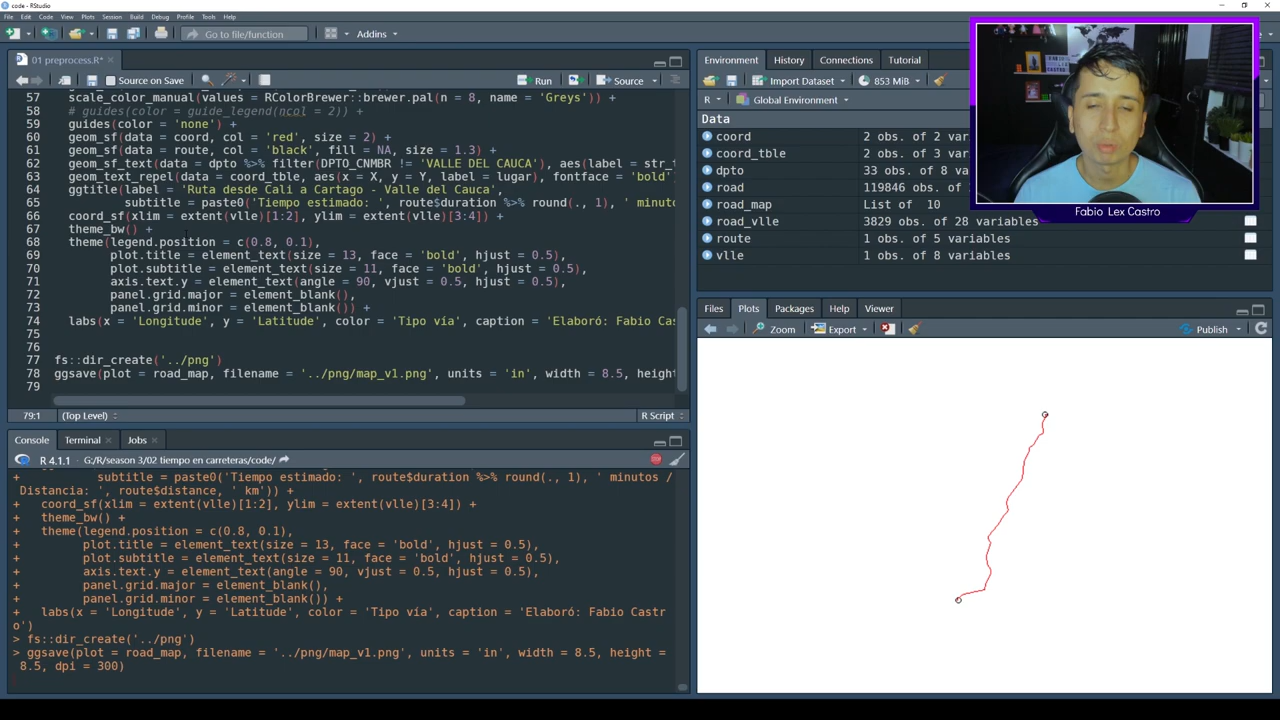 code - RStudio
File Edit Code View Plots Session Build Debug Profile Tools Help
Go to file/function
Addins
01 preprocess.R*
Source on Save
Run
Source
57 scale_color_manual(values = RColorBrewer::brewer.pal(n = 8, name = 'Greys')) +
58 # guides(color = guide_legend(ncol = 2)) +
59 guides(color = 'none') +
60 geom_sf(data = coord, col = 'red', size = 2) +
61 geom_sf(data = route, col = 'black', fill = NA, size = 1.3) +
62 geom_sf_text(data = dpto %>% filter(DPTO_CNMBR != 'VALLE DEL CAUCA'), aes(label = str_t
63 geom_text_repel(data = coord_tble, aes(x = X, y = Y, label = lugar), fontface = 'bold'
64 ggtitle(label = 'Ruta desde Cali a Cartago - Valle del Cauca',
65 subtitle = paste0('Tiempo estimado: ', route$duration %>% round(., 1), ' minuto
66 coord_sf(xlim = extent(vlle)[1:2], ylim = extent(vlle)[3:4]) +
67 theme_bw() +
68 theme(legend.position = c(0.8, 0.1),
69 plot.title = element_text(size = 13, face = 'bold', hjust = 0.5),
70 plot.subtitle = element_text(size = 11, face = 'bold', hjust = 0.5),
71 axis.text.y = element_text(angle = 90, vjust = 0.5, hjust = 0.5),
72 panel.grid.major = element_blank(),
73 panel.grid.minor = element_blank()) +
74 labs(x = 'Longitude', y = 'Latitude', color = 'Tipo vía', caption = 'Elaboró: Fabio Cas
75
76
77 fs::dir_create('../png')
78 ggsave(plot = road_map, filename = '../png/map_v1.png', units = 'in', width = 8.5, height
79
79:1 (Top Level) R Script
Console Terminal Jobs
R 4.1.1 · G:/R/season 3/02 tiempo en carreteras/code/
+ subtitle = paste0('Tiempo estimado: ', route$duration %>% round(., 1), ' minutos /
Distancia: ', route$distance, ' km')) +
+ coord_sf(xlim = extent(vlle)[1:2], ylim = extent(vlle)[3:4]) +
+ theme_bw() +
+ theme(legend.position = c(0.8, 0.1),
+ plot.title = element_text(size = 13, face = 'bold', hjust = 0.5),
+ plot.subtitle = element_text(size = 11, face = 'bold', hjust = 0.5),
+ axis.text.y = element_text(angle = 90, vjust = 0.5, hjust = 0.5),
+ panel.grid.major = element_blank(),
+ panel.grid.minor = element_blank()) +
+ labs(x = 'Longitude', y = 'Latitude', color = 'Tipo vía', caption = 'Elaboró: Fabio Castr
o')
> fs::dir_create('../png')
> ggsave(plot = road_map, filename = '../png/map_v1.png', units = 'in', width = 8.5, height =
8.5, dpi = 300)
Environment History Connections Tutorial
Import Dataset 853 MiB
R Global Environment
Data
coord 2 obs. of 2 variables
coord_tble 2 obs. of 3 variables
dpto 33 obs. of 8 variables
road 119846 obs. of 2
road_map List of 10
road_vlle 3829 obs. of 28 variables
route 1 obs. of 5 variables
vlle 1 obs. of 8 variables
Fabio Lex Castro
Files Plots Packages Help Viewer
Zoom Export Publish